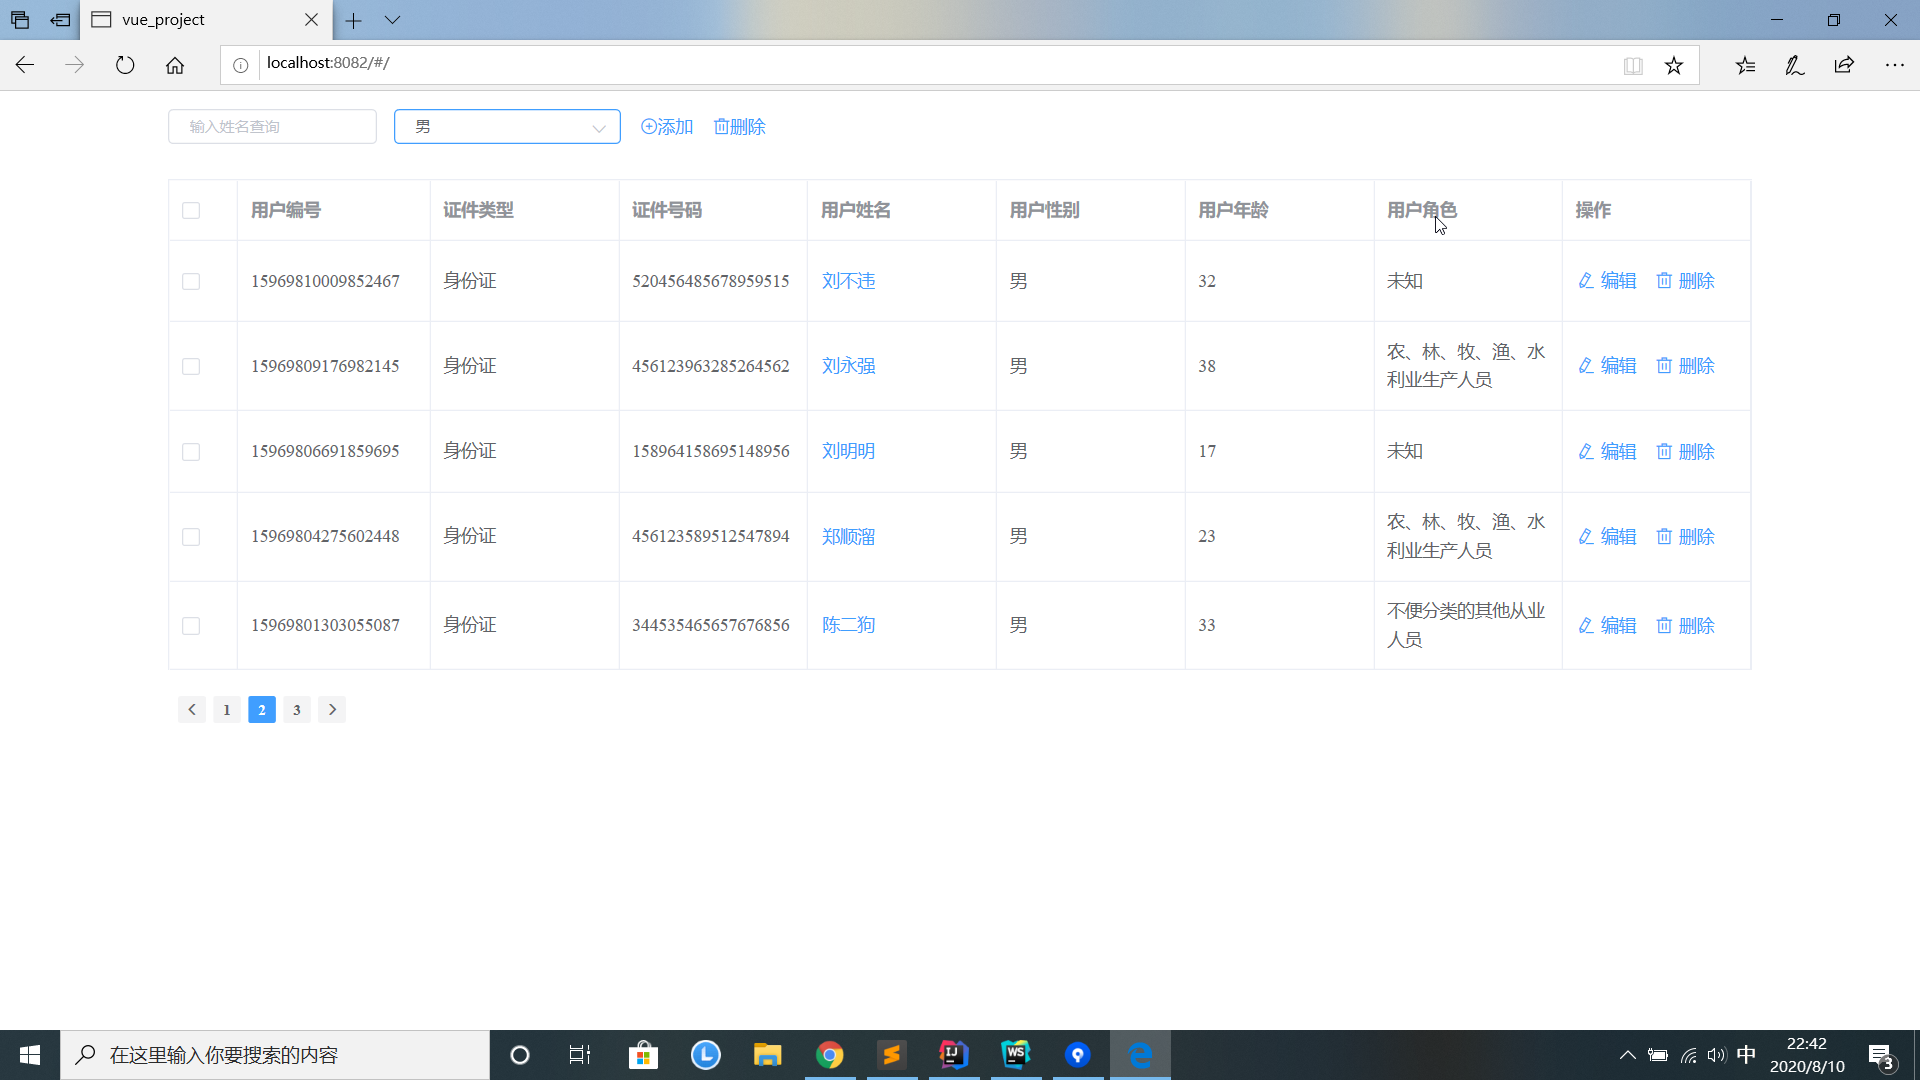 vue_project
localhost:8082/#/
输入姓名查询 男 添加 删除
用户编号 证件类型 证件号码 用户姓名 用户性别 用户年龄 用户角色 操作
15969810009852467 身份证 520456485678959515 刘不违 男 32 未知 编辑 删除
15969809176982145 身份证 456123963285264562 刘永强 男 38 农、林、牧、渔、水
利业生产人员 编辑 删除
15969806691859695 身份证 158964158695148956 刘明明 男 17 未知 编辑 删除
15969804275602448 身份证 456123589512547894 郑顺溜 男 23 农、林、牧、渔、水
利业生产人员 编辑 删除
15969801303055087 身份证 344535465657676856 陈二狗 男 33 不便分类的其他从业
人员 编辑 删除
1 2 3
在这里输入你要搜索的内容
L
IJ
WS
中
22:42
2020/8/10
3